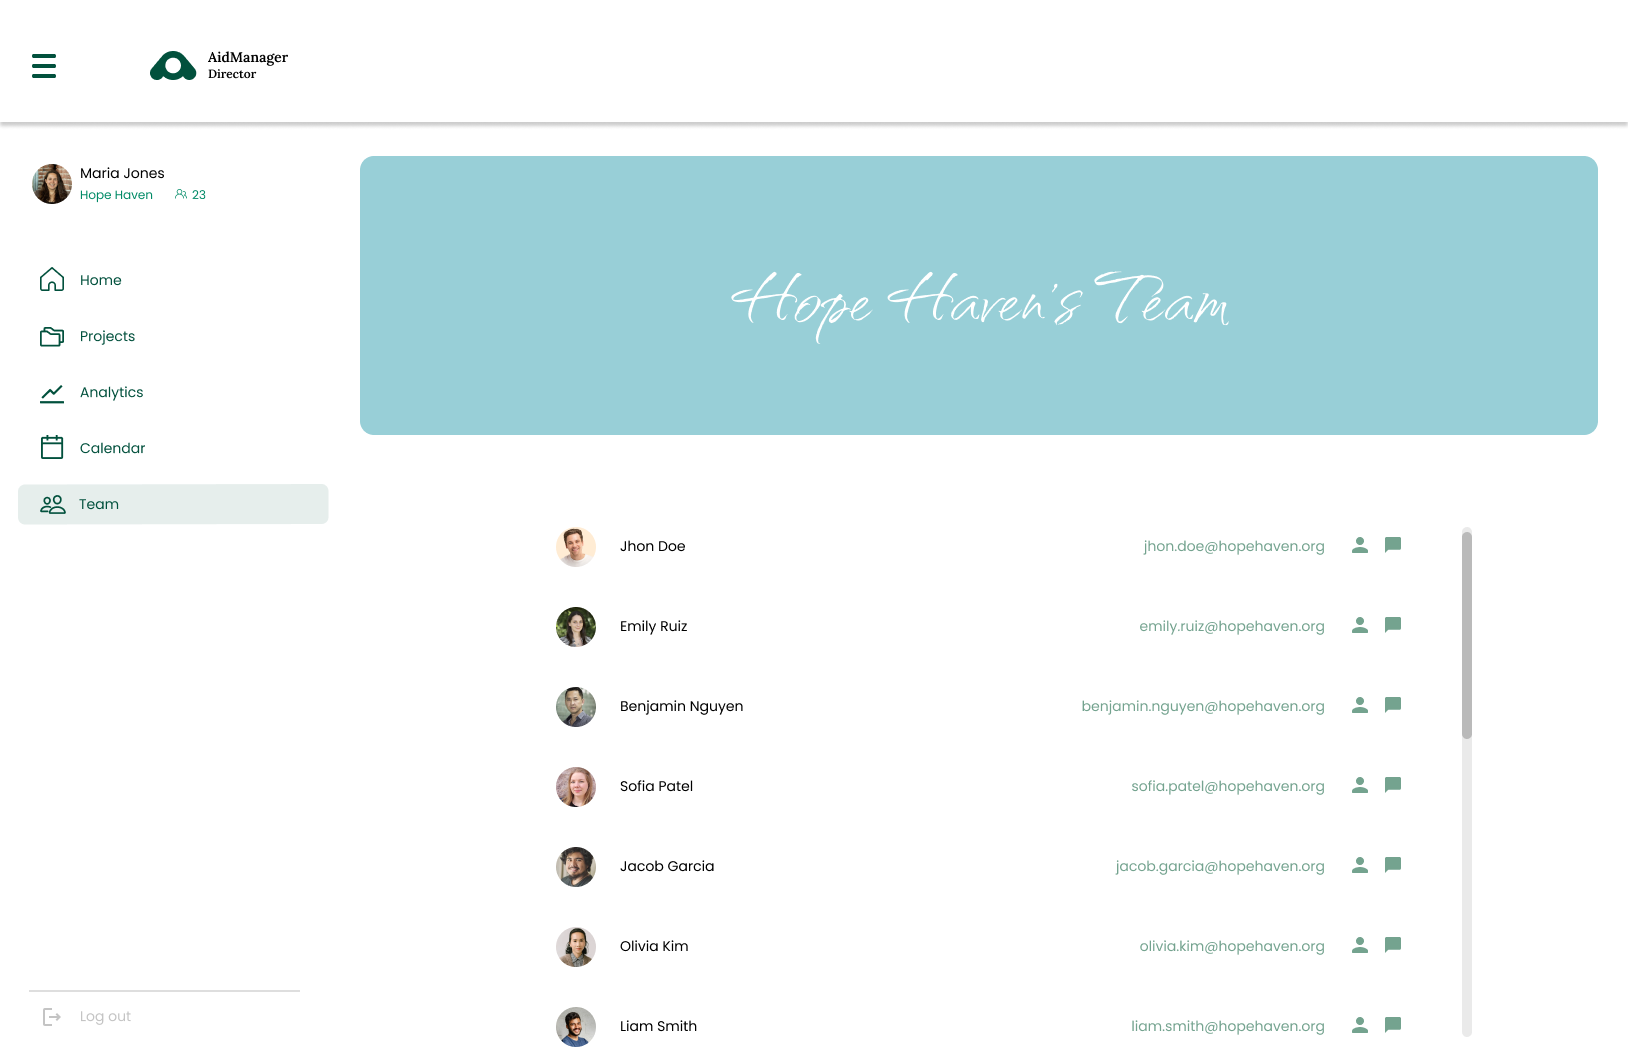 AidManager
Director
Maria Jones
Hope Haven 23
Home
Projects
Analytics
Calendar
Team
Log out
Hope Haven's Team
Jhon Doe jhon.doe@hopehaven.org
Emily Ruiz emily.ruiz@hopehaven.org
Benjamin Nguyen benjamin.nguyen@hopehaven.org
Sofia Patel sofia.patel@hopehaven.org
Jacob Garcia jacob.garcia@hopehaven.org
Olivia Kim olivia.kim@hopehaven.org
Liam Smith liam.smith@hopehaven.org